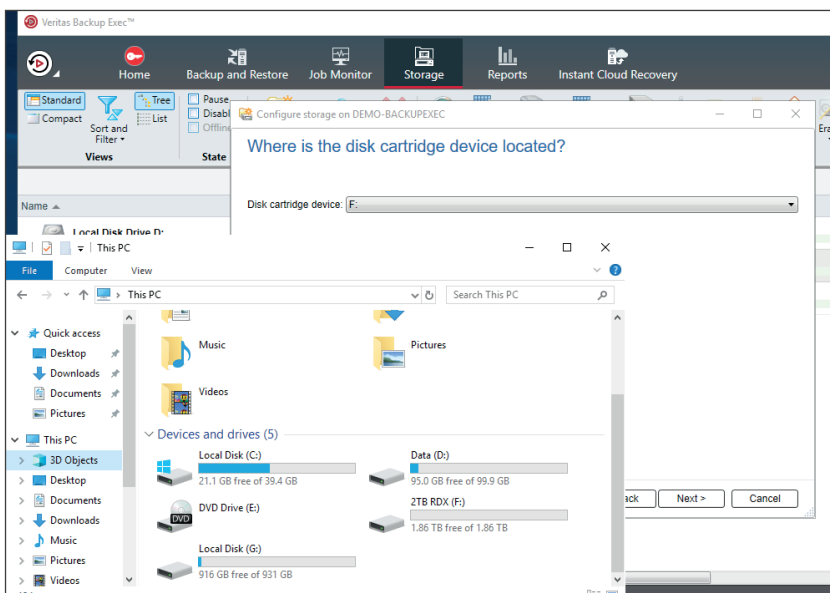 Veritas Backup Exec™
Home Backup and Restore Job Monitor Storage Reports Instant Cloud Recovery
Standard
Compact
Sort and
Filter
Tree
List
Views
Pause
Offline
State
Configure storage on DEMO-BACKUPEXEC
Where is the disk cartridge device located?
Disk cartridge device: F:
Name
Local Disk Drive D:
This PC
File Computer View
This PC
Search This PC
Quick access
Desktop
Downloads
Documents
Pictures
This PC
3D Objects
Desktop
Documents
Downloads
Music
Pictures
Videos
Music
Pictures
Videos
Devices and drives (5)
Local Disk (C:)
21.1 GB free of 39.4 GB
Data (D:)
95.0 GB free of 99.9 GB
DVD Drive (E:)
DVD
2TB RDX (F:)
1.86 TB free of 1.86 TB
Local Disk (G:)
916 GB free of 931 GB
Next >
Cancel